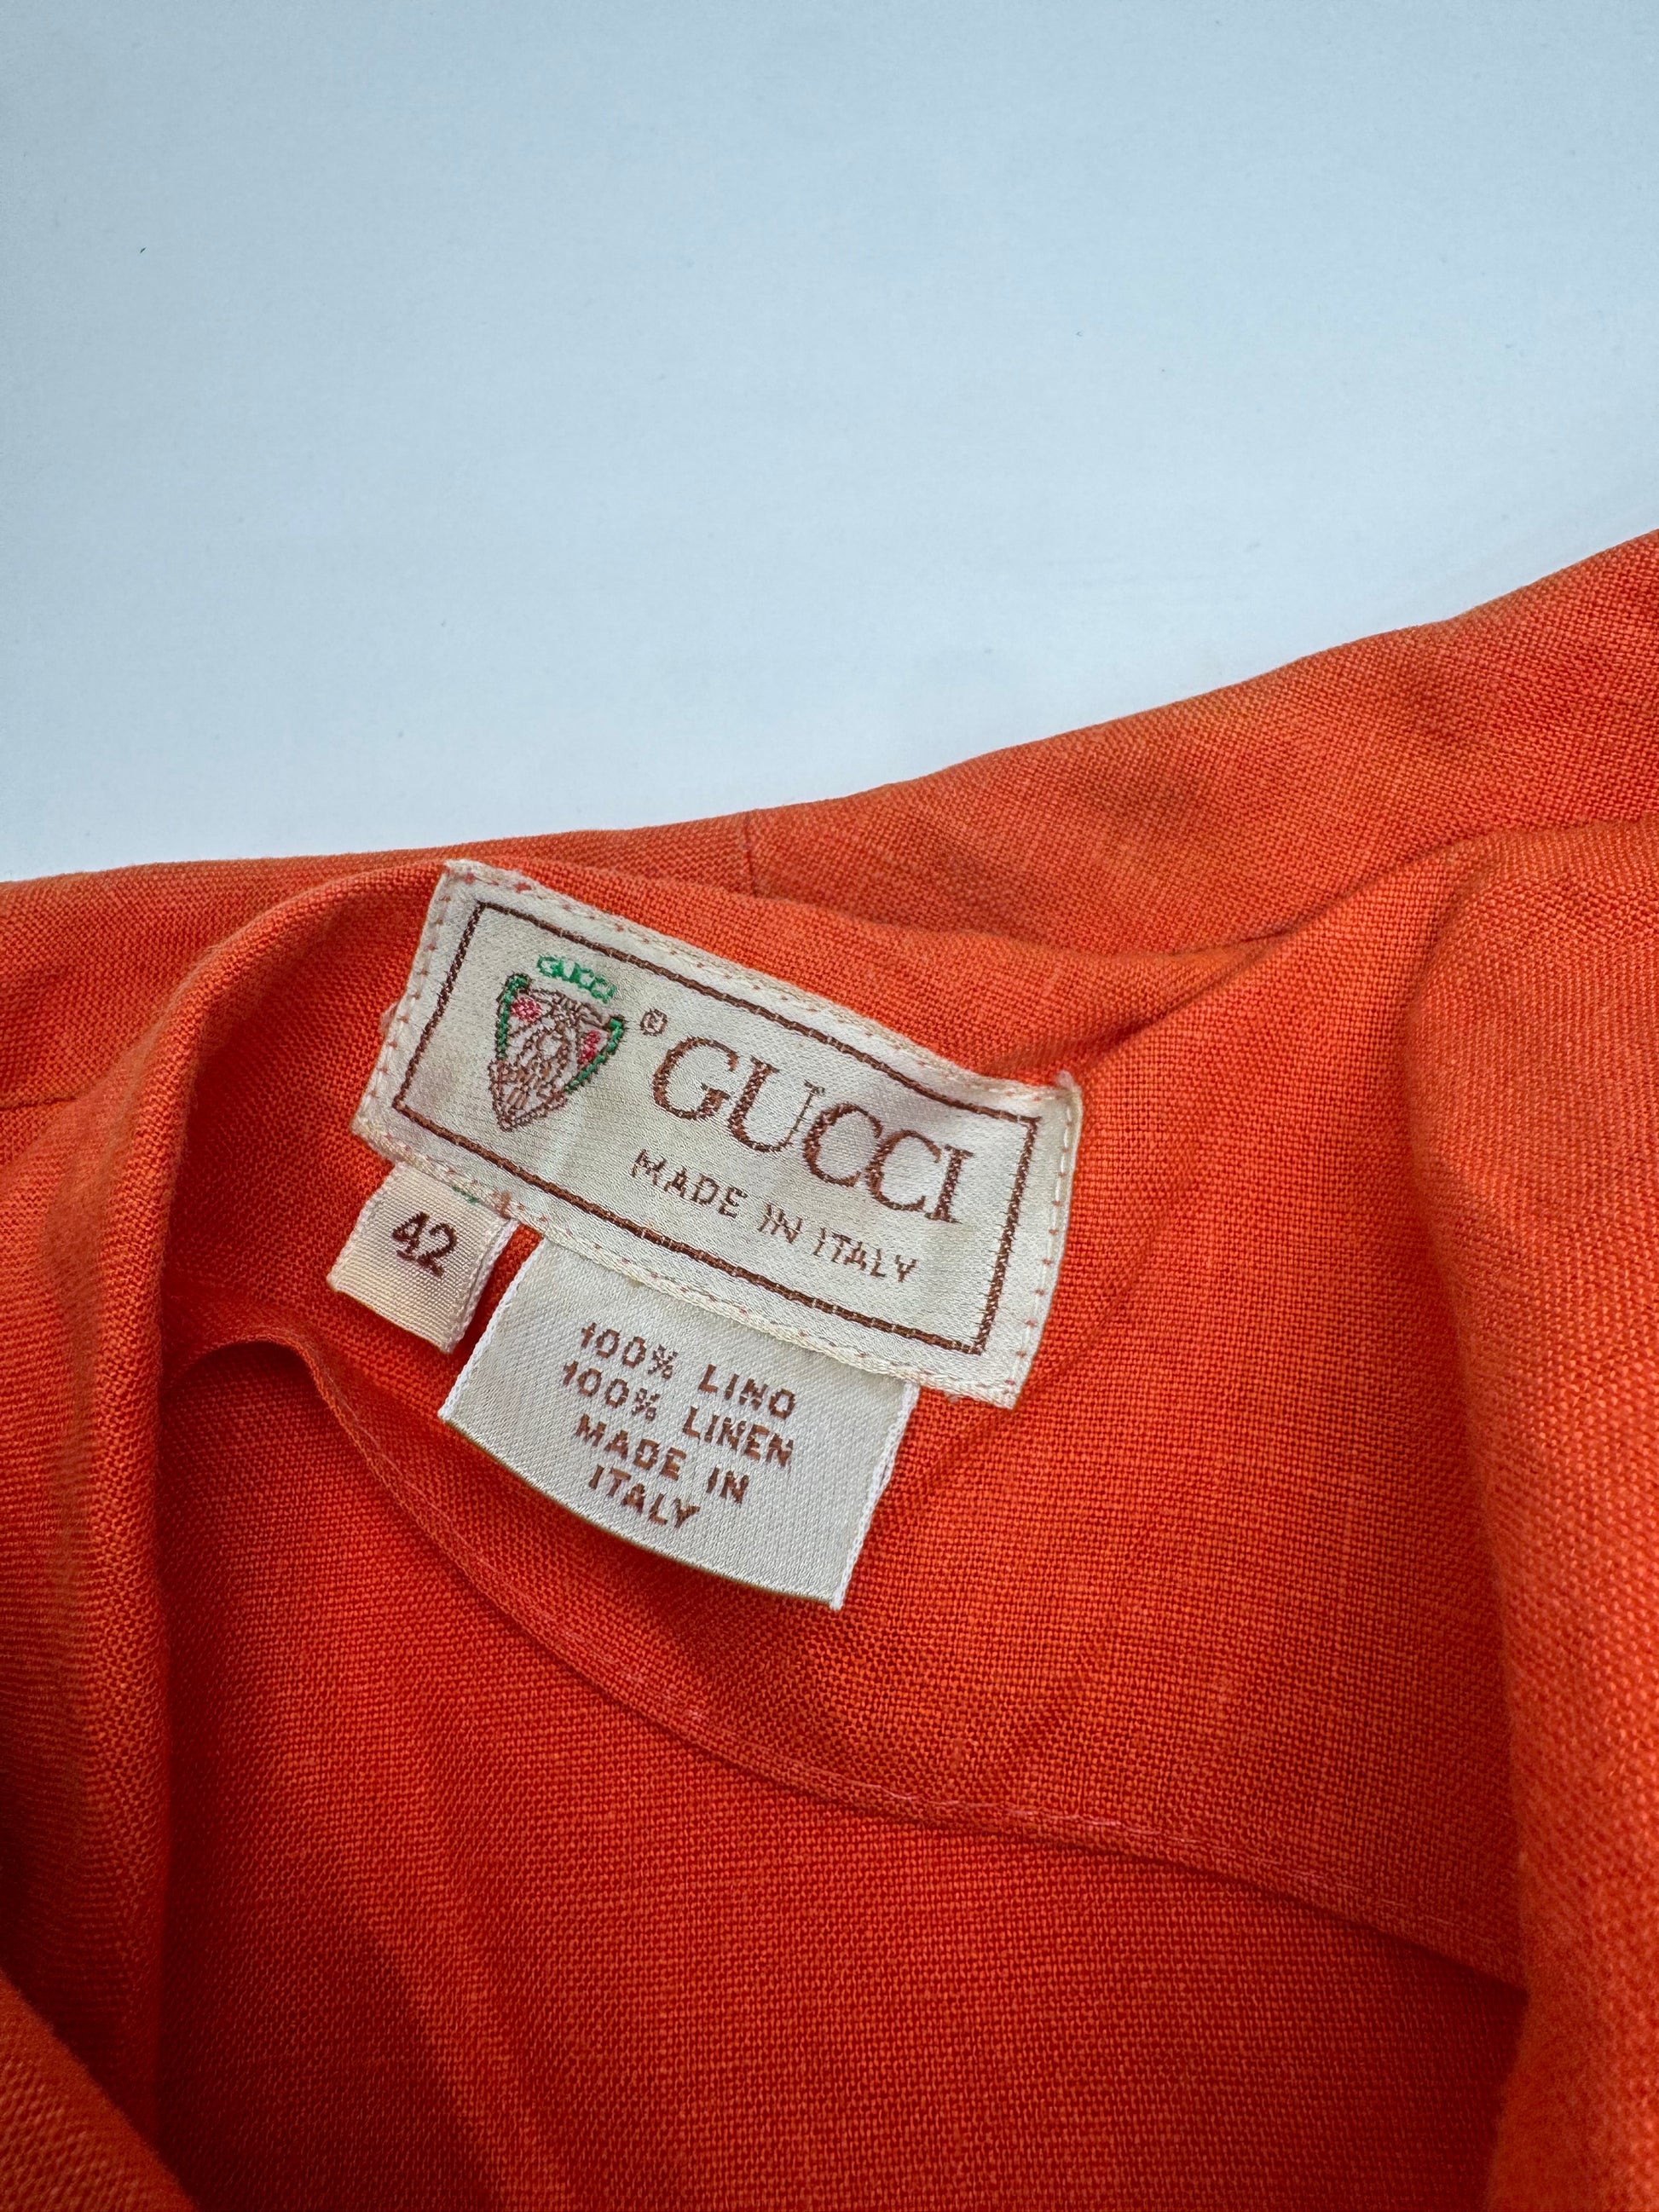 GUCCI
® GUCCI
MADE IN ITALY
42
100% LINO
100% LINEN
MADE IN
ITALY